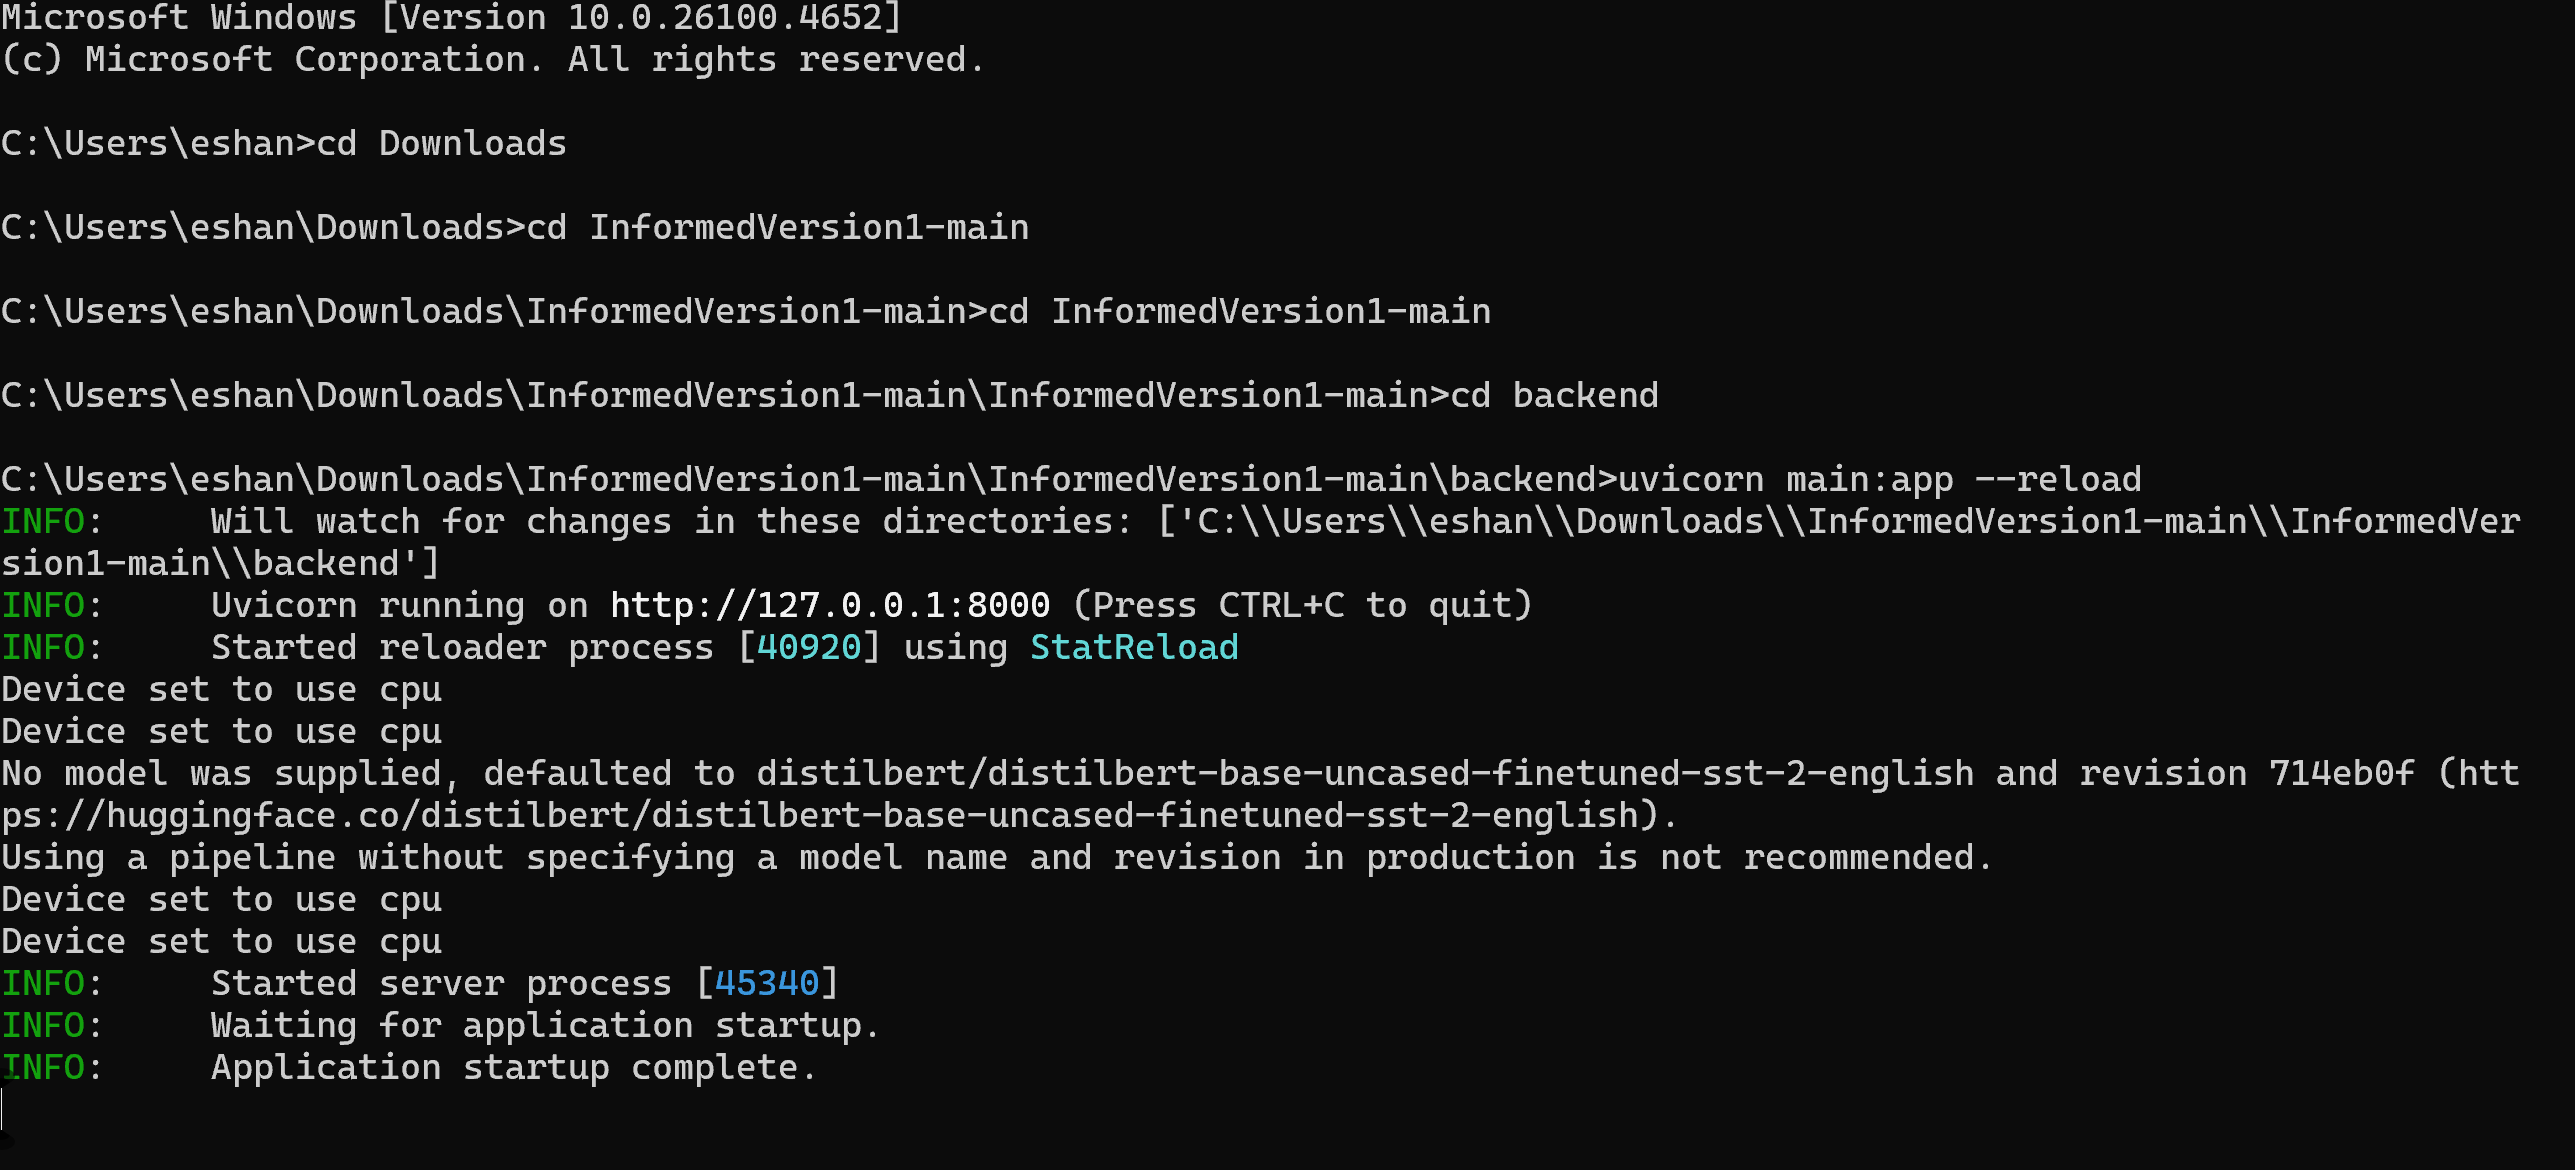 Microsoft Windows [Version 10.0.26100.4652]
(c) Microsoft Corporation. All rights reserved.
C:\Users\eshan>cd Downloads
C:\Users\eshan\Downloads>cd InformedVersion1-main
C:\Users\eshan\Downloads\InformedVersion1-main>cd InformedVersion1-main
C:\Users\eshan\Downloads\InformedVersion1-main\InformedVersion1-main>cd backend
C:\Users\eshan\Downloads\InformedVersion1-main\InformedVersion1-main\backend>uvicorn main:app --reload
INFO:     Will watch for changes in these directories: ['C:\\Users\\eshan\\Downloads\\InformedVersion1-main\\InformedVer
sion1-main\\backend']
INFO:     Uvicorn running on http://127.0.0.1:8000 (Press CTRL+C to quit)
INFO:     Started reloader process [40920] using StatReload
Device set to use cpu
Device set to use cpu
No model was supplied, defaulted to distilbert/distilbert-base-uncased-finetuned-sst-2-english and revision 714eb0f (htt
ps://huggingface.co/distilbert/distilbert-base-uncased-finetuned-sst-2-english).
Using a pipeline without specifying a model name and revision in production is not recommended.
Device set to use cpu
Device set to use cpu
INFO:     Started server process [45340]
INFO:     Waiting for application startup.
INFO:     Application startup complete.